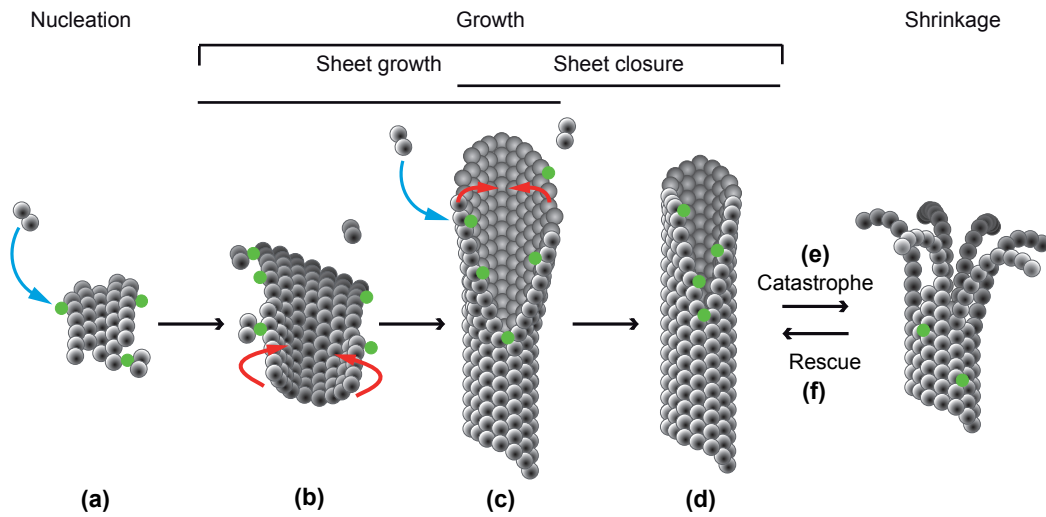 Nucleation
Growth
Shrinkage
Sheet growth
Sheet closure
(e)
Catastrophe
Rescue
(f)
(a)
(b)
(c)
(d)